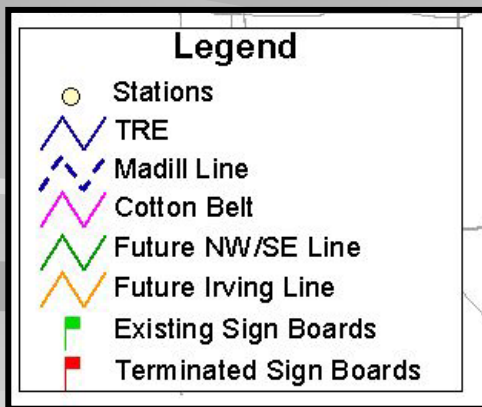 Legend
Stations
TRE
Madill Line
Cotton Belt
Future NW/SE Line
Future Irving Line
Existing Sign Boards
Terminated Sign Boards